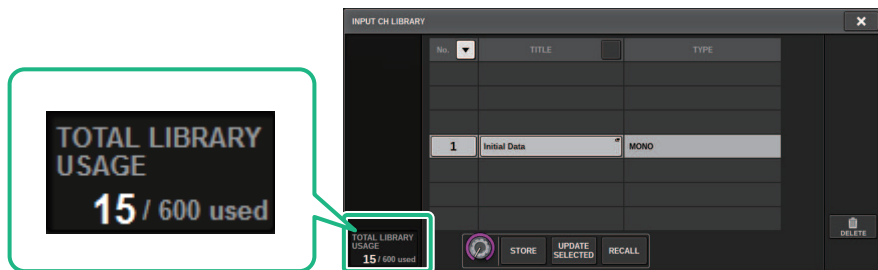 INPUT CH LIBRARY
No. TITLE TYPE
TOTAL LIBRARY
USAGE
15 / 600 used
1 Initial Data MONO
TOTAL LIBRARY
USAGE
15 / 600 used
STORE UPDATE SELECTED RECALL
DELETE